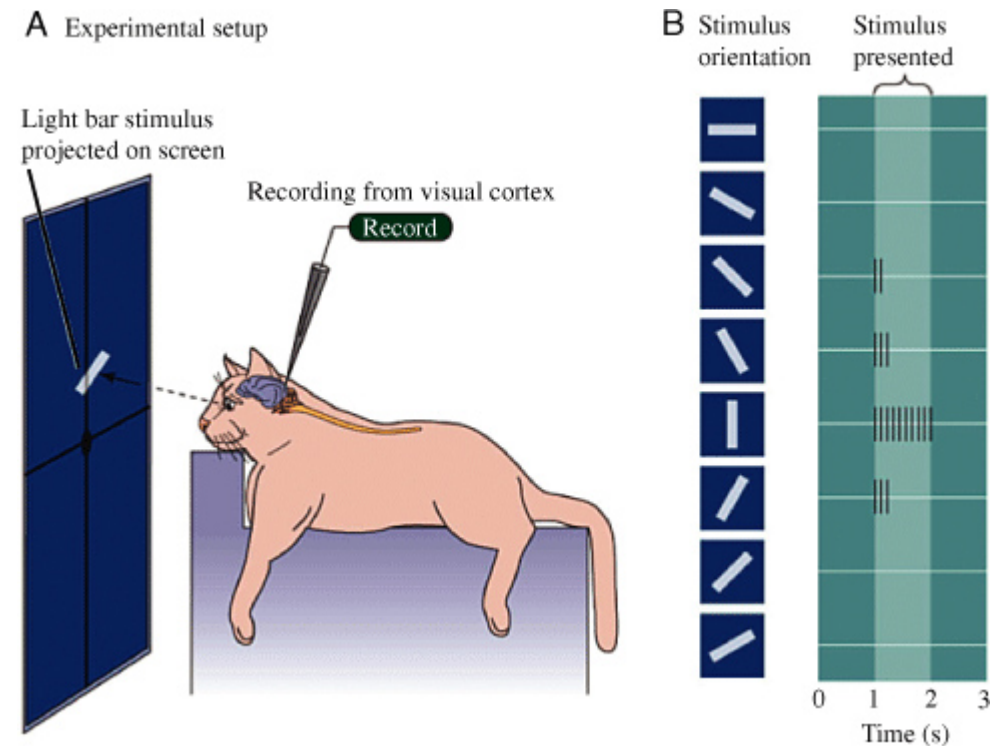 A Experimental setup
Light bar stimulus
projected on screen
Recording from visual cortex
Record
B Stimulus
orientation
Stimulus
presented
0 1 2 3
Time (s)